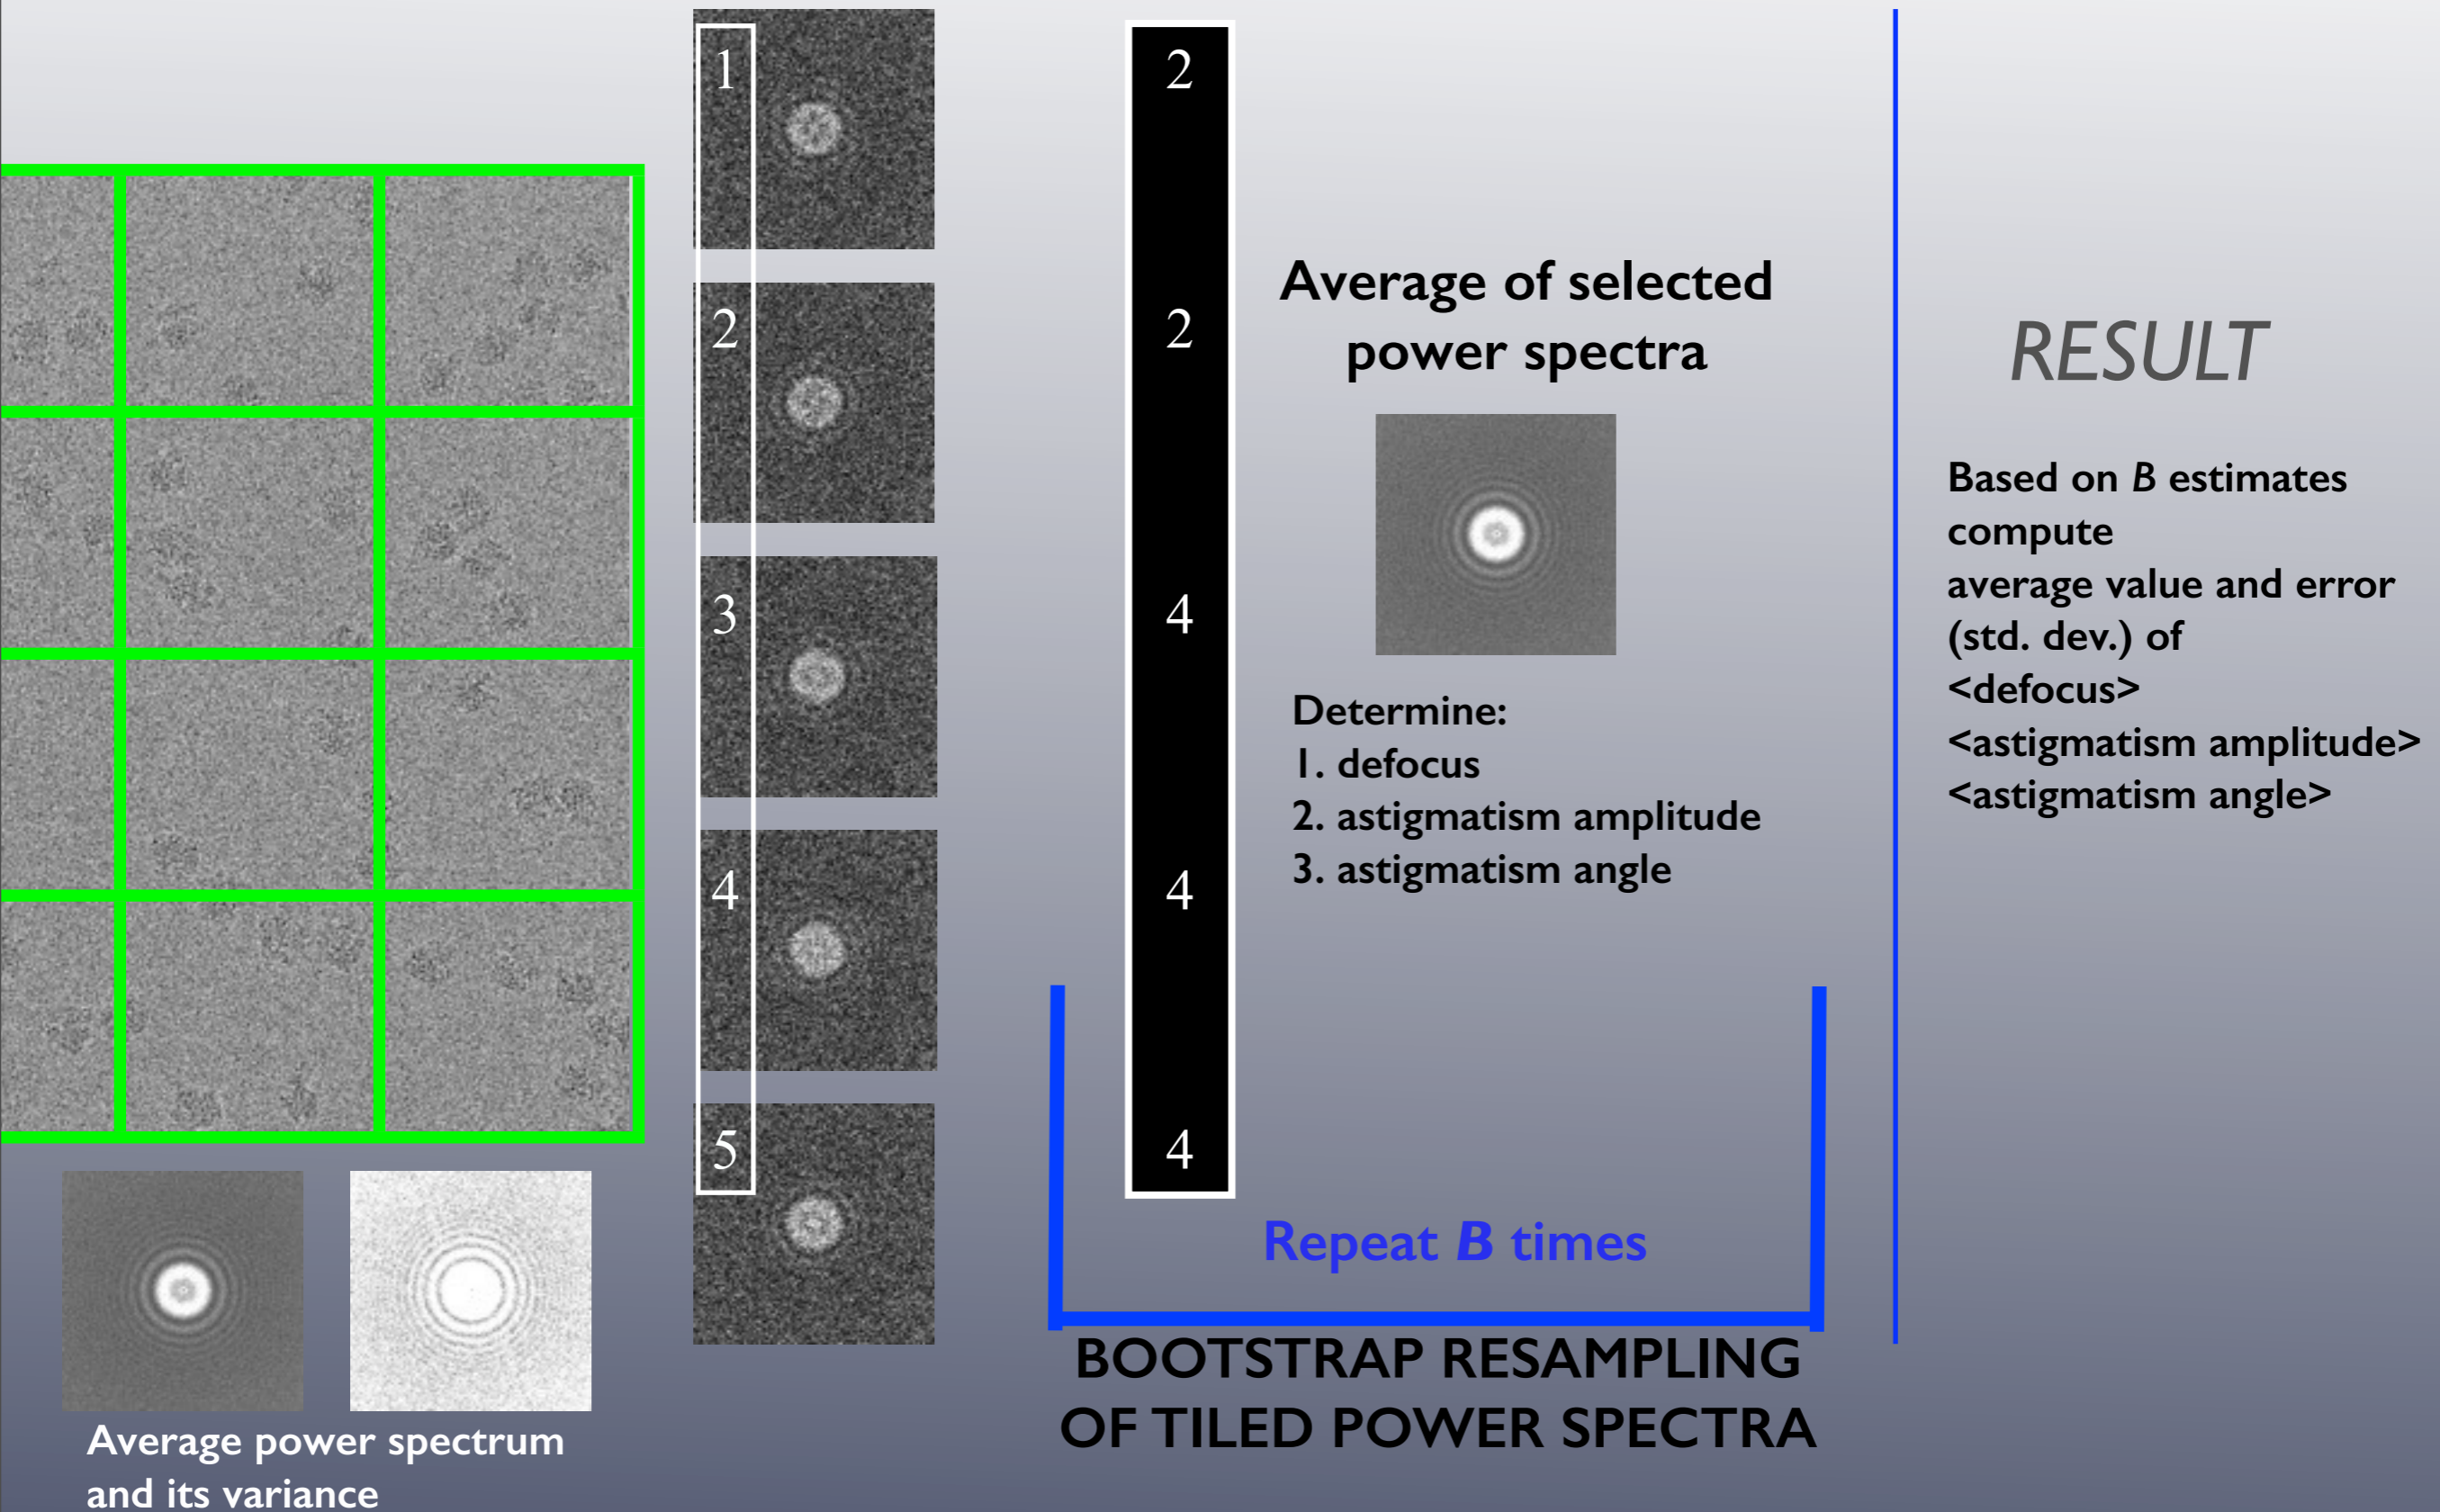 1
2
3
4
5
2
2
4
4
4
Average of selected
power spectra
Determine:
1. defocus
2. astigmatism amplitude
3. astigmatism angle
Repeat B times
BOOTSTRAP RESAMPLING
OF TILED POWER SPECTRA
RESULT
Based on B estimates
compute
average value and error
(std. dev.) of
<defocus>
<astigmatism amplitude>
<astigmatism angle>
Average power spectrum
and its variance